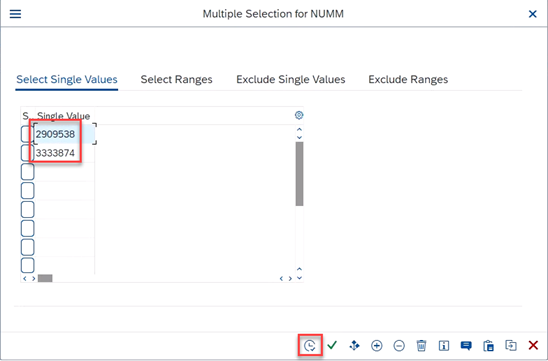 Multiple Selection for NUMM
Select Single Values Select Ranges Exclude Single Values Exclude Ranges
S.. Single Value
2909538
3333874